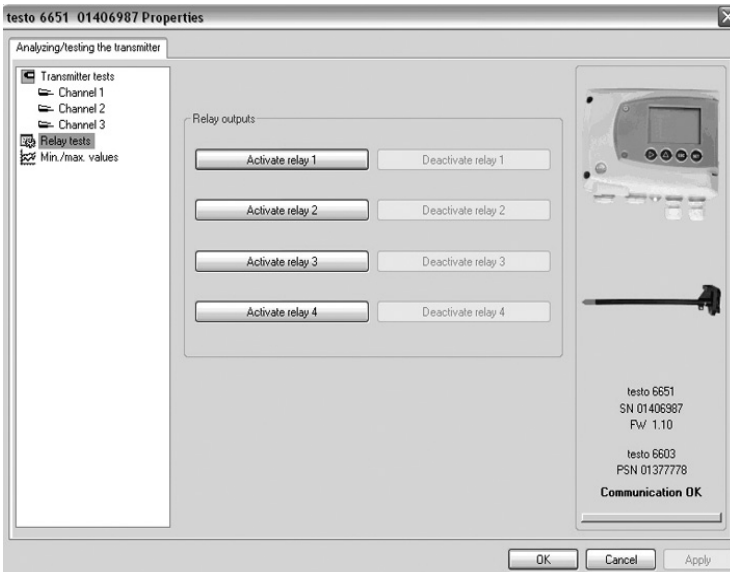 testo 6651 01406987 Properties
Analyzing/testing the transmitter
Transmitter tests
Channel 1
Channel 2
Channel 3
Relay tests
Min./max. values
Relay outputs
Activate relay 1 Deactivate relay 1
Activate relay 2 Deactivate relay 2
Activate relay 3 Deactivate relay 3
Activate relay 4 Deactivate relay 4
testo 6651
SN 01406987
FW 1.10
testo 6603
PSN 01377778
Communication OK
OK Cancel Apply